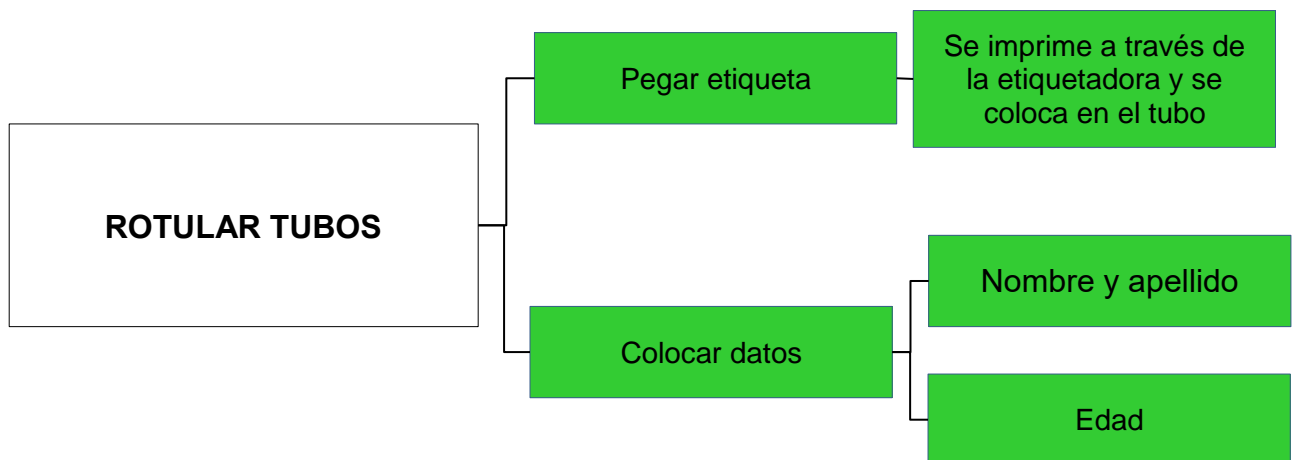 ROTULAR TUBOS
Pegar etiqueta
Se imprime a través de
la etiquetadora y se
coloca en el tubo
Colocar datos
Nombre y apellido
Edad